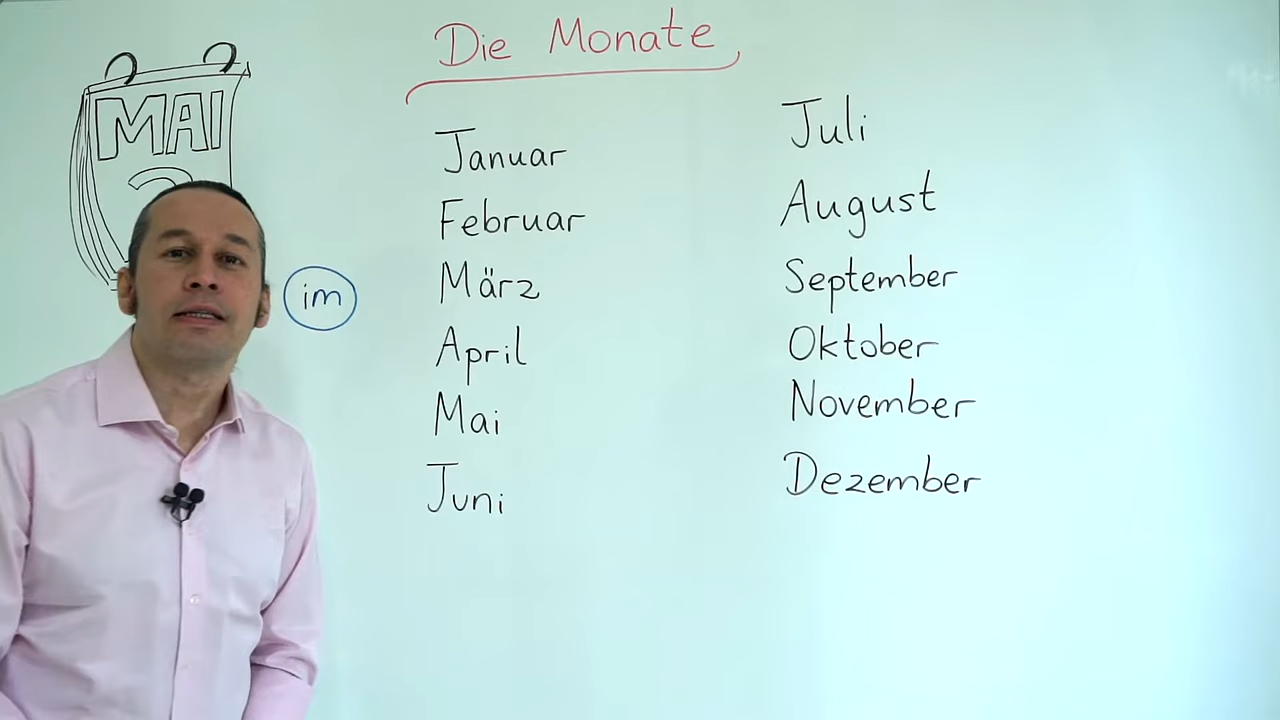 Die Monate
MAI
im
Januar
Februar
März
April
Mai
Juni
Juli
August
September
Oktober
November
Dezember